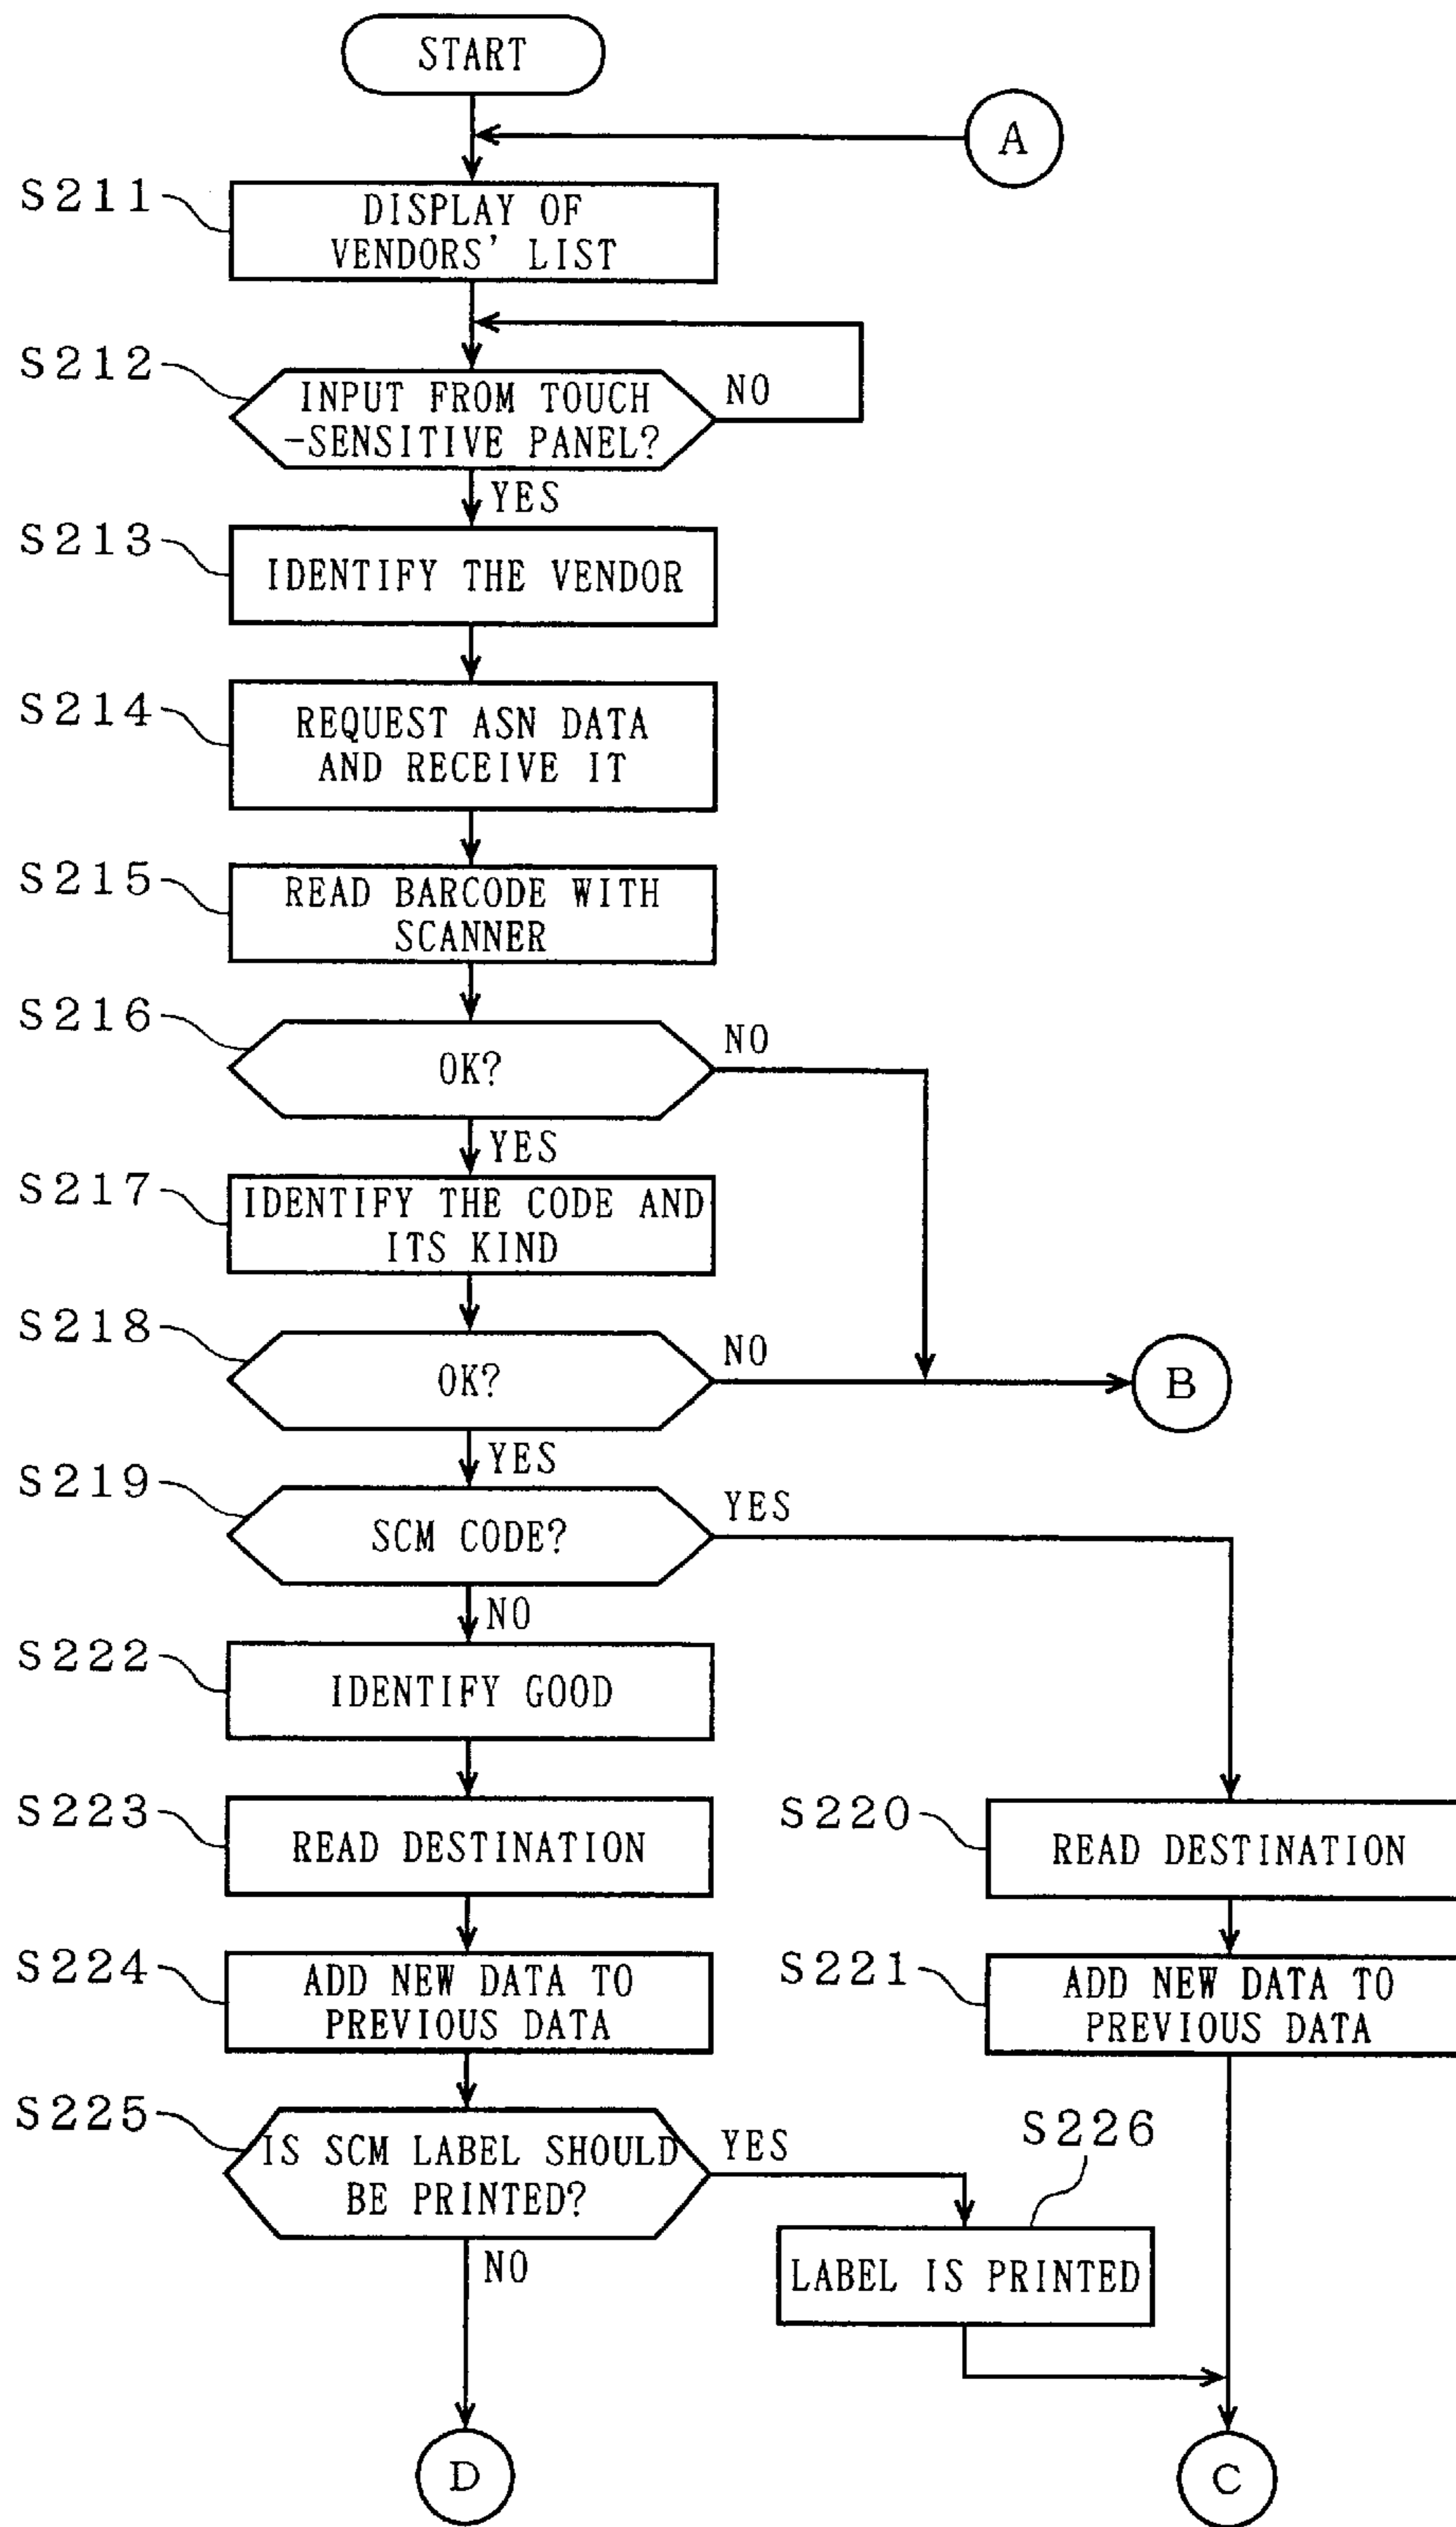 START
A
S211
DISPLAY OF
VENDORS' LIST
S212
INPUT FROM TOUCH
-SENSITIVE PANEL?
NO
YES
S213
IDENTIFY THE VENDOR
S214
REQUEST ASN DATA
AND RECEIVE IT
S215
READ BARCODE WITH
SCANNER
S216
OK?
NO
YES
S217
IDENTIFY THE CODE AND
ITS KIND
S218
OK?
NO
B
YES
S219
SCM CODE?
YES
NO
S222
IDENTIFY GOOD
S223
READ DESTINATION
S220
READ DESTINATION
S224
ADD NEW DATA TO
PREVIOUS DATA
S221
ADD NEW DATA TO
PREVIOUS DATA
S225
IS SCM LABEL SHOULD
BE PRINTED?
YES
S226
NO
LABEL IS PRINTED
D
C